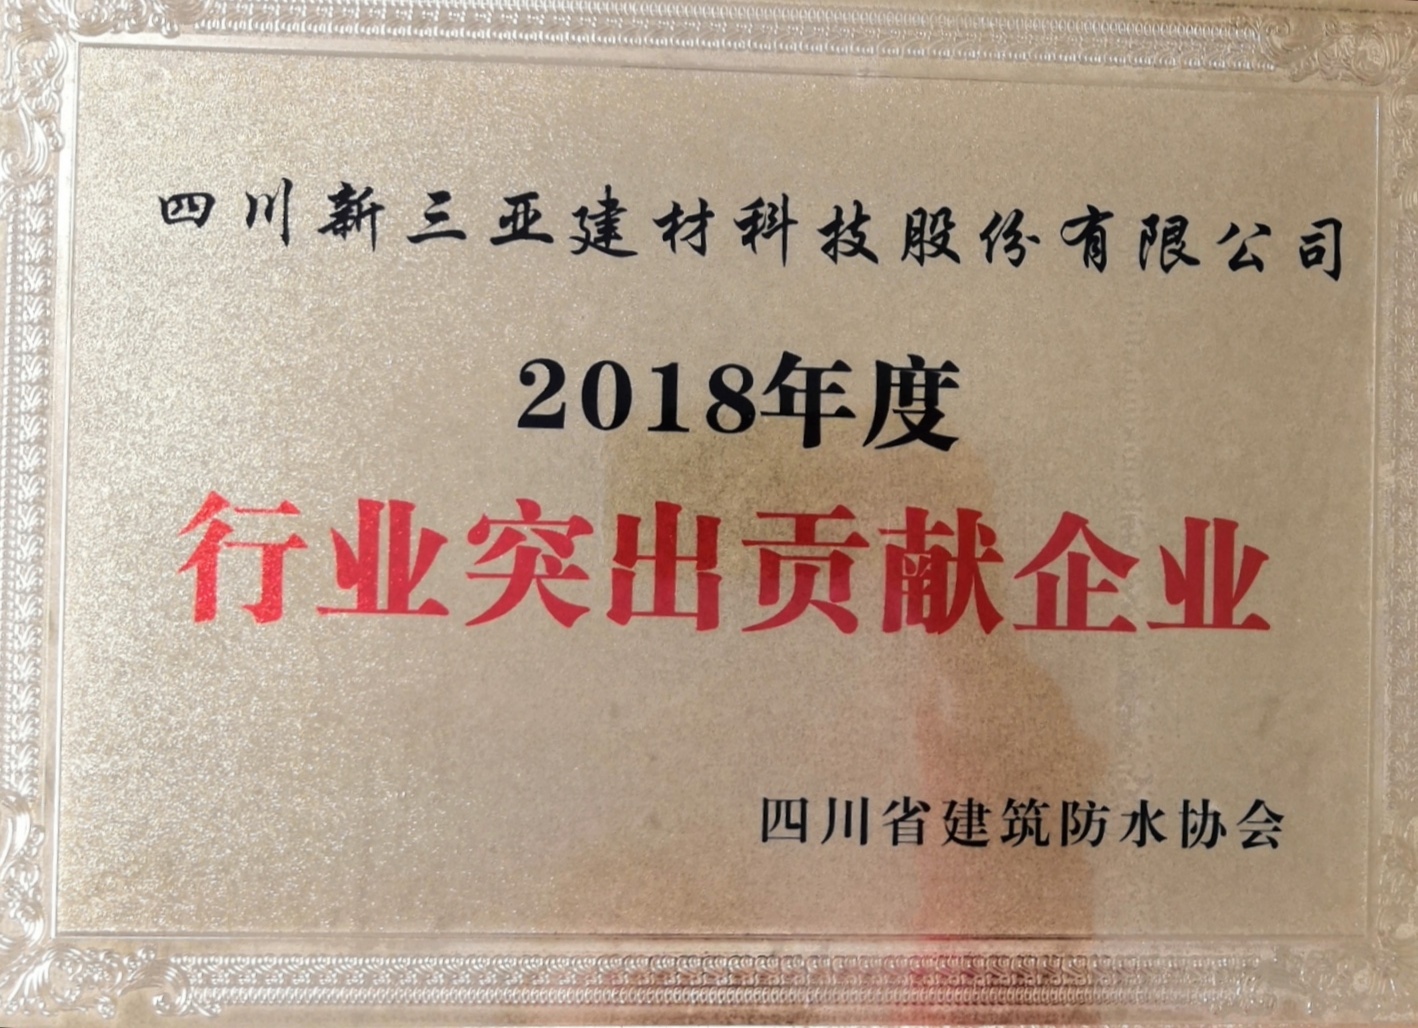 四川新三亚建材科技股份有限公司
2018年度
行业突出贡献企业
四川省建筑防水协会